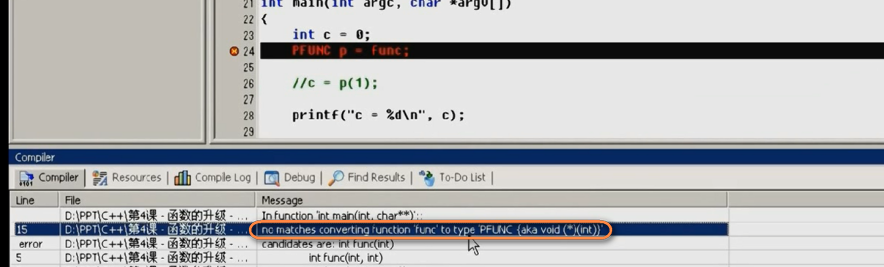 21 int main(int argc, char *argv[])
22 {
23 int c = 0;
24 PFUNC p = func;
25
26 //c = p(1);
27
28 printf("c = %d\n", c);
29
Compiler
Compiler Resources Compile Log Debug Find Results To-Do List
Line File Message
D:\PPT\C++\第4课 - 函数的升级 - ... In function 'int main(int, char**)':
15 D:\PPT\C++\第4课 - 函数的升级 - ... no matches converting function 'func' to type 'PFUNC {aka void (*)(int)}'
error D:\PPT\C++\第4课 - 函数的升级 - ... candidates are: int func(int)
5 D:\PPT\C++\第4课 - 函数的升级 - ... int func(int, int)